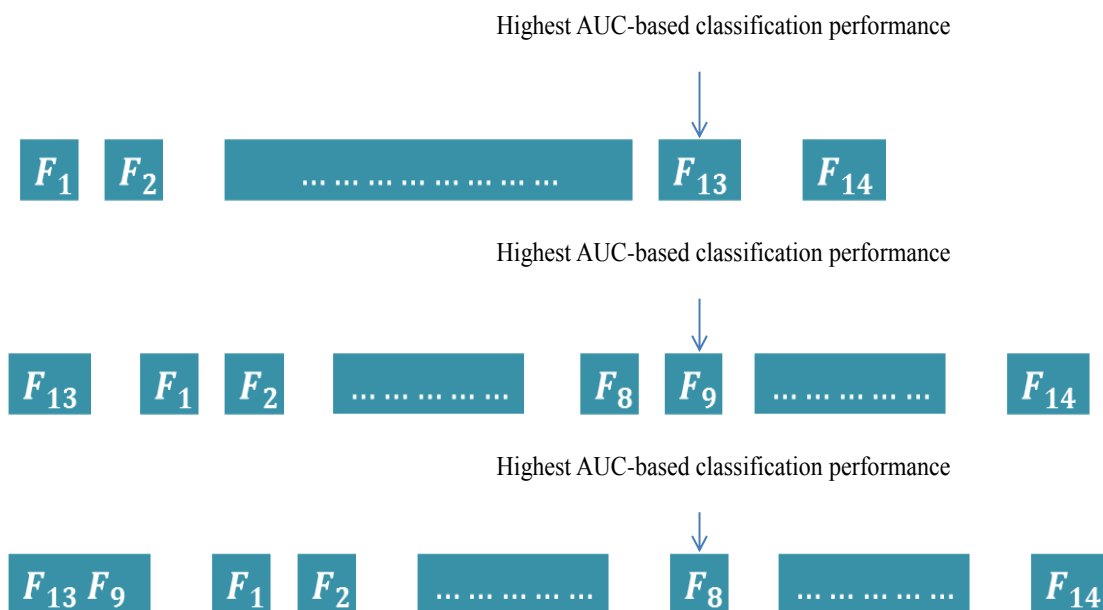 Highest AUC-based classification performance
F₁ F₂ ... ... ... ... ... ... ... ... F₁₃ F₁₄
Highest AUC-based classification performance
F₁₃ F₁ F₂ ... ... ... ... ... F₈ F₉ ... ... ... ... ... F₁₄
Highest AUC-based classification performance
F₁₃ F₉ F₁ F₂ ... ... ... ... ... F₈ ... ... ... ... ... F₁₄